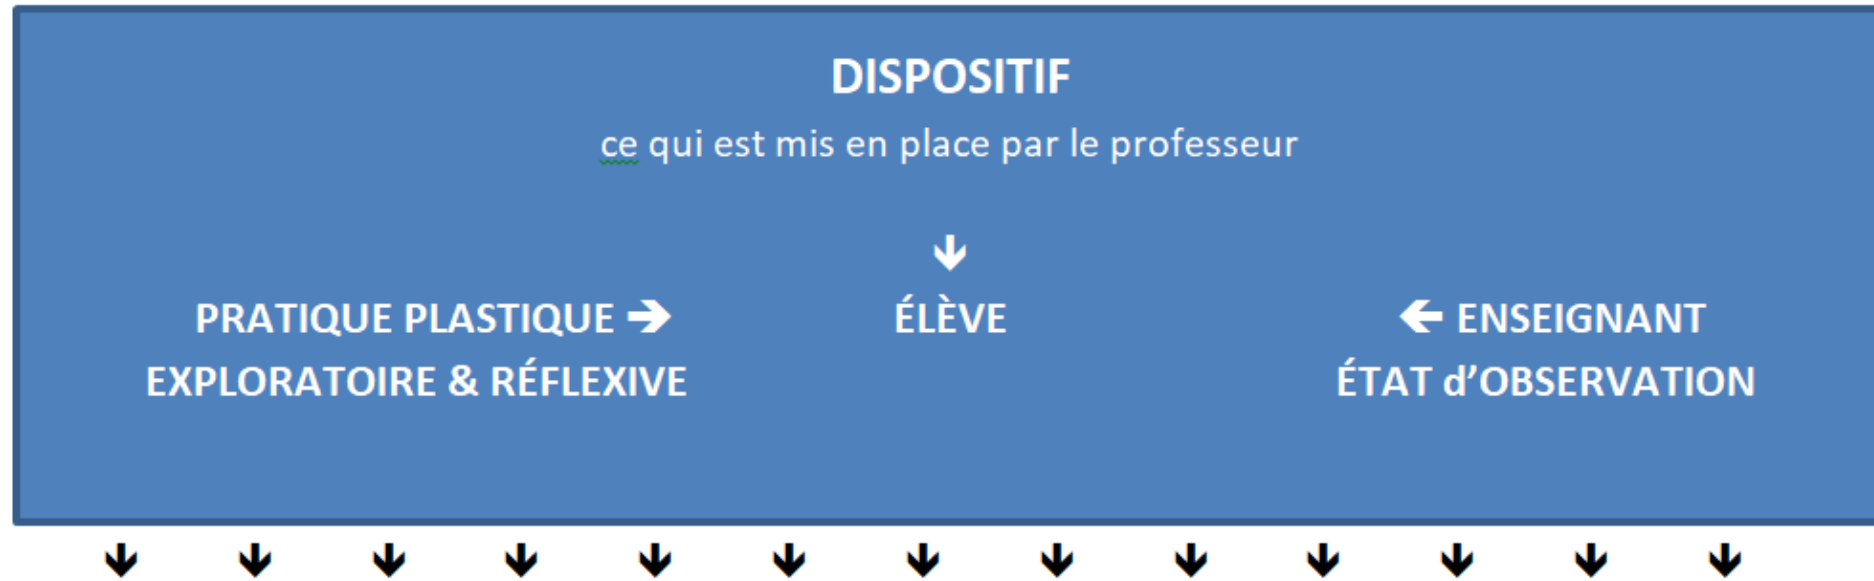 DISPOSITIF
ce qui est mis en place par le professeur
🡻
PRATIQUE PLASTIQUE 🡺 ÉLÈVE 🡸 ENSEIGNANT
EXPLORATOIRE & RÉFLEXIVE ÉTAT d’OBSERVATION
🡻 🡻 🡻 🡻 🡻 🡻 🡻 🡻 🡻 🡻 🡻 🡻 🡻